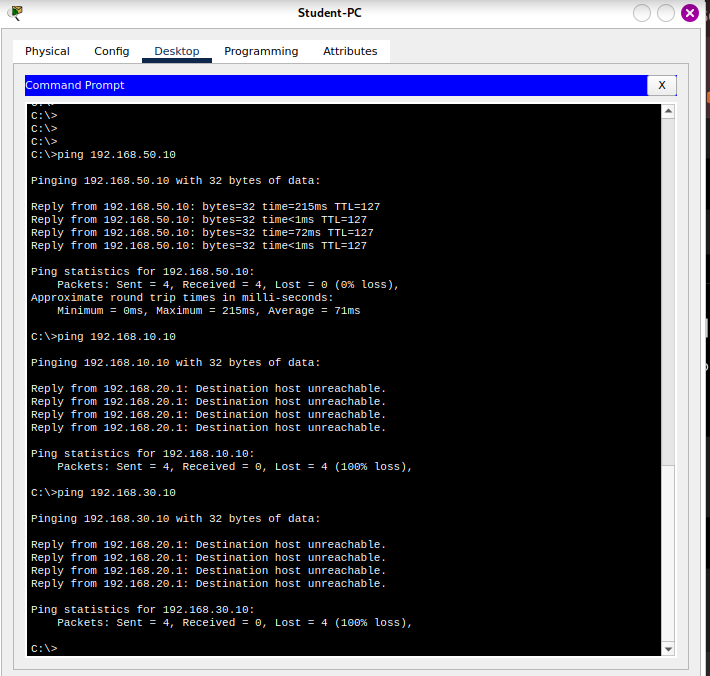 Student-PC
Physical Config Desktop Programming Attributes
Command Prompt X
C:\>
C:\>
C:\>
C:\>
C:\>ping 192.168.50.10
Pinging 192.168.50.10 with 32 bytes of data:
Reply from 192.168.50.10: bytes=32 time=215ms TTL=127
Reply from 192.168.50.10: bytes=32 time<1ms TTL=127
Reply from 192.168.50.10: bytes=32 time=72ms TTL=127
Reply from 192.168.50.10: bytes=32 time<1ms TTL=127
Ping statistics for 192.168.50.10:
Packets: Sent = 4, Received = 4, Lost = 0 (0% loss),
Approximate round trip times in milli-seconds:
Minimum = 0ms, Maximum = 215ms, Average = 71ms
C:\>ping 192.168.10.10
Pinging 192.168.10.10 with 32 bytes of data:
Reply from 192.168.20.1: Destination host unreachable.
Reply from 192.168.20.1: Destination host unreachable.
Reply from 192.168.20.1: Destination host unreachable.
Reply from 192.168.20.1: Destination host unreachable.
Ping statistics for 192.168.10.10:
Packets: Sent = 4, Received = 0, Lost = 4 (100% loss),
C:\>ping 192.168.30.10
Pinging 192.168.30.10 with 32 bytes of data:
Reply from 192.168.20.1: Destination host unreachable.
Reply from 192.168.20.1: Destination host unreachable.
Reply from 192.168.20.1: Destination host unreachable.
Reply from 192.168.20.1: Destination host unreachable.
Ping statistics for 192.168.30.10:
Packets: Sent = 4, Received = 0, Lost = 4 (100% loss),
C:\>